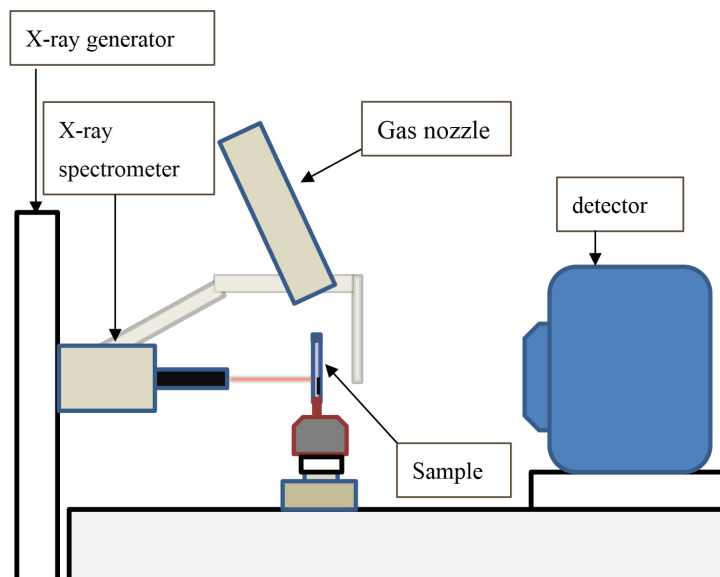 X-ray generator
X-ray
spectrometer
Gas nozzle
detector
Sample